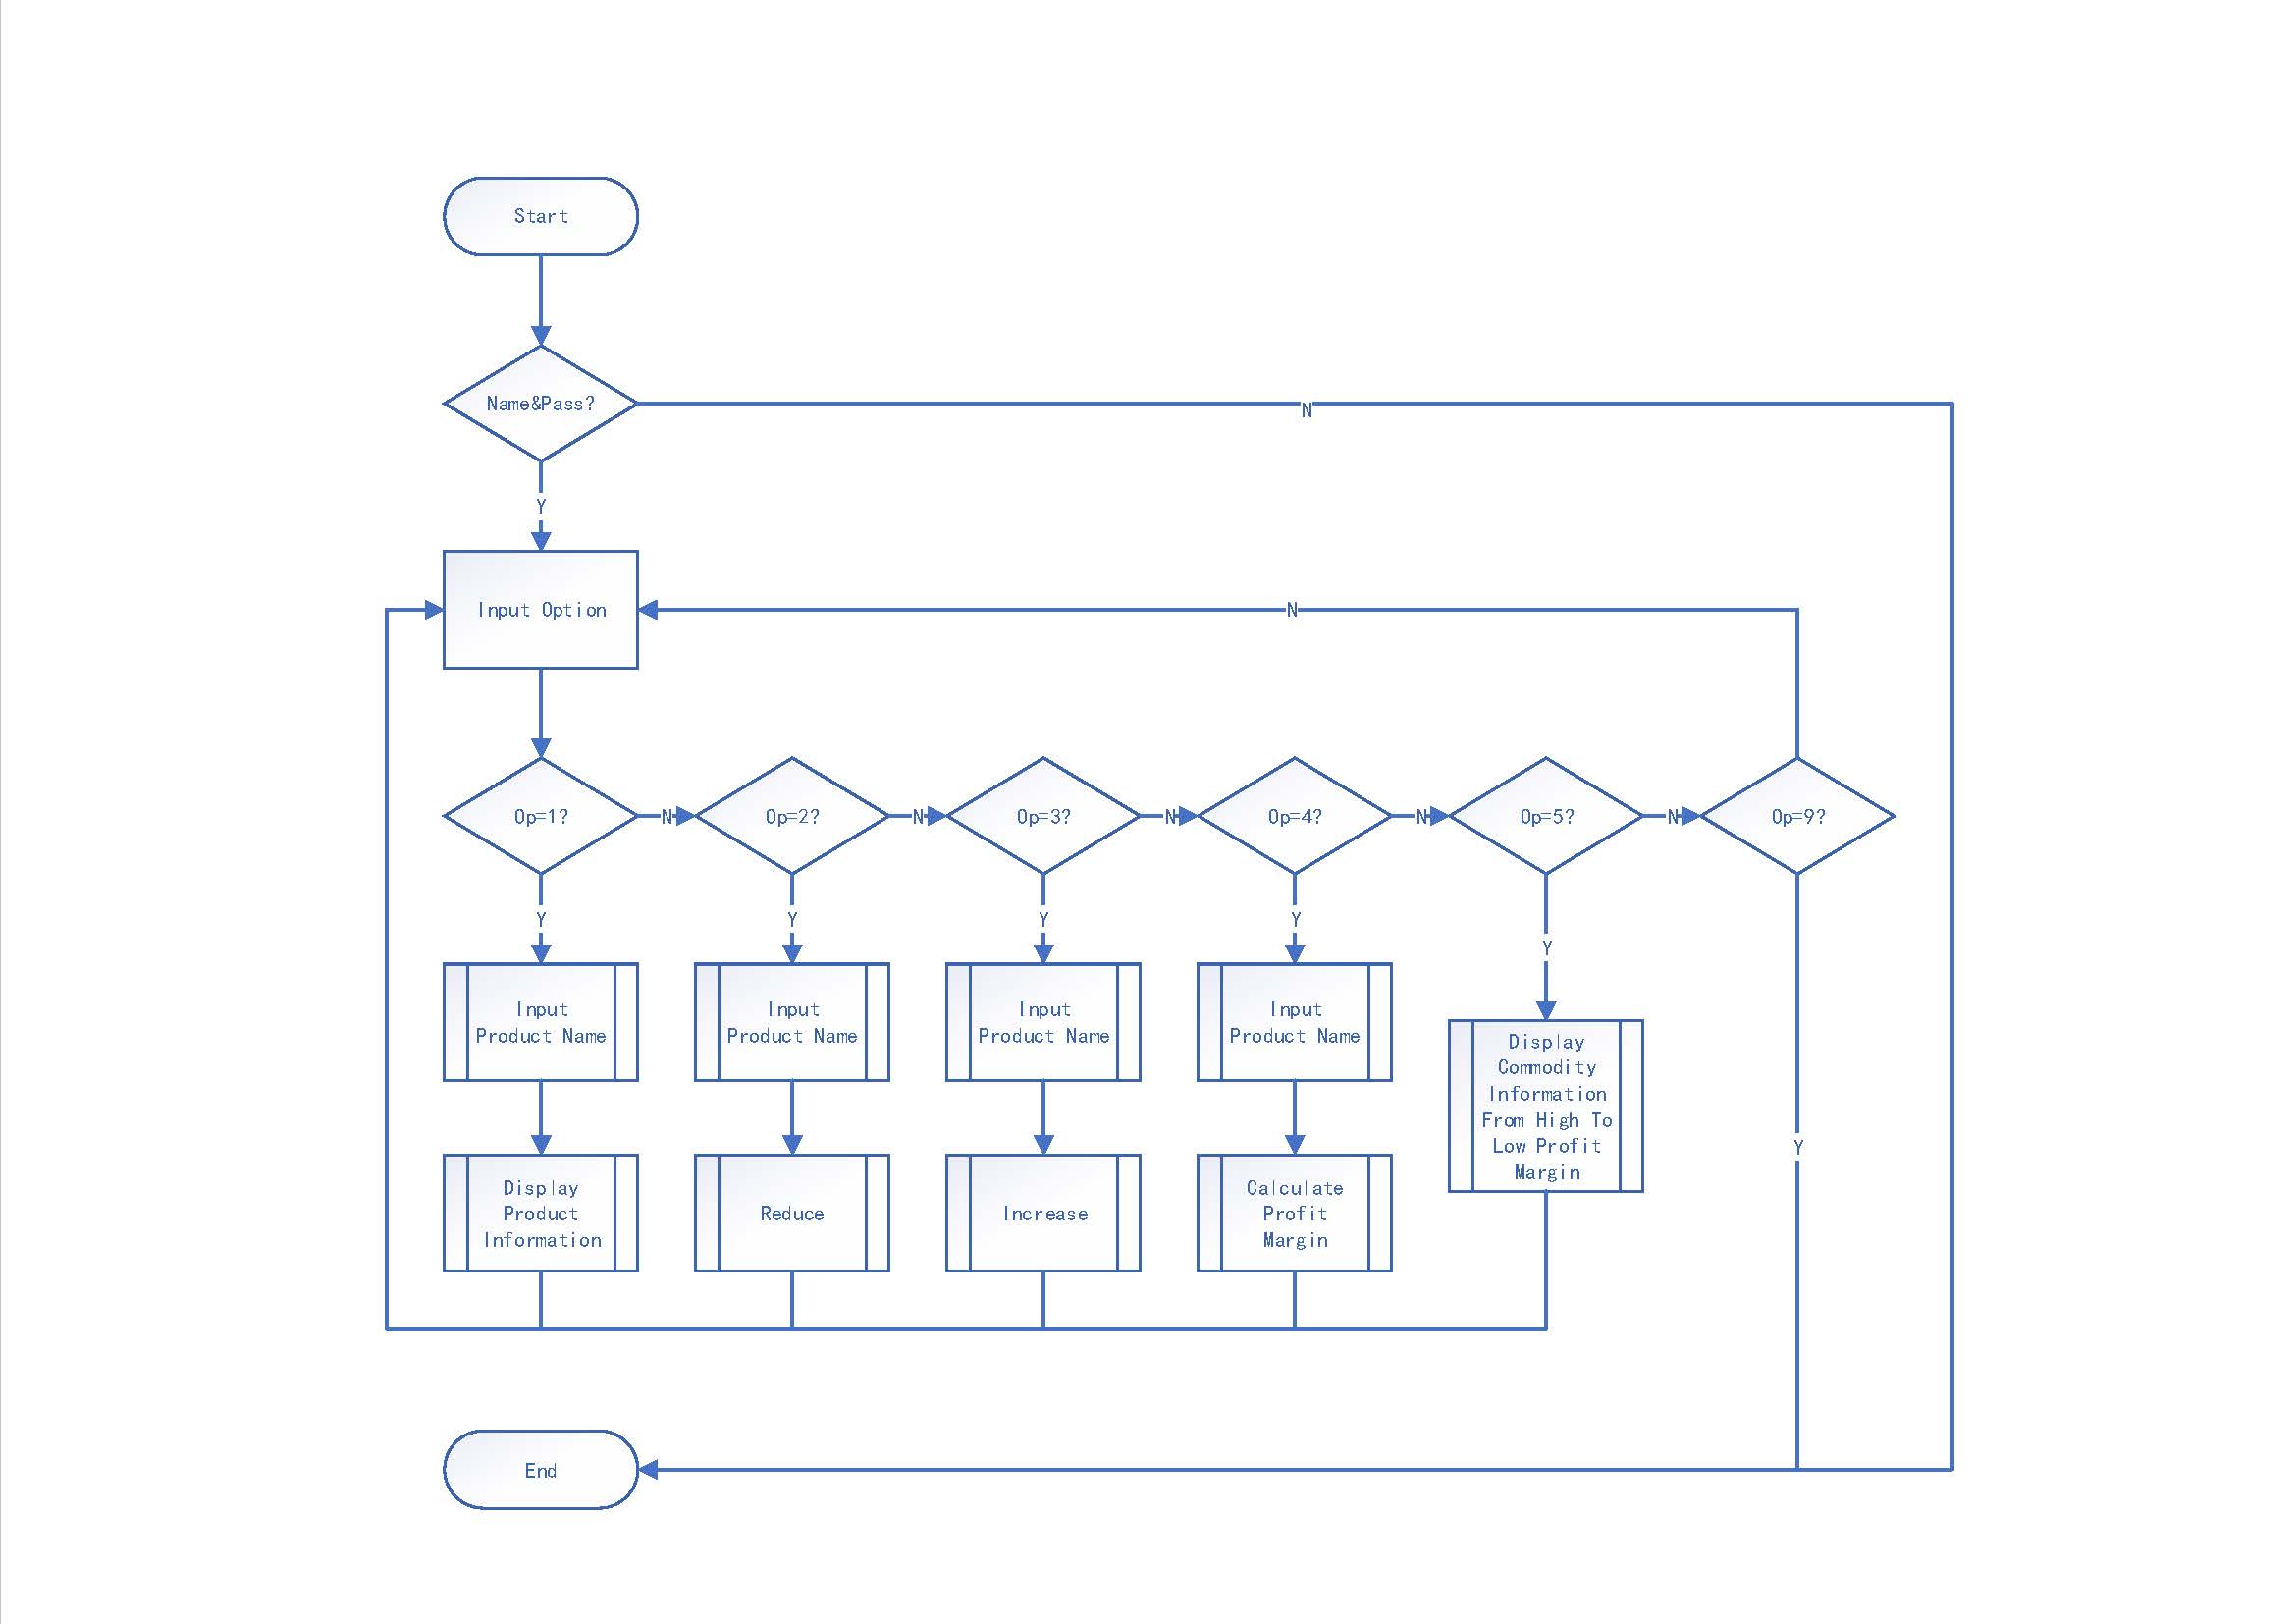 Start
Name&Pass?
N
Y
Input Option
N
Op=1?
N
Op=2?
N
Op=3?
N
Op=4?
N
Op=5?
N
Op=9?
Y
Y
Y
Y
Y
Y
Input
Product Name
Input
Product Name
Input
Product Name
Input
Product Name
Display
Commodity
Information
From High To
Low Profit
Margin
Display
Product
Information
Reduce
Increase
Calculate
Profit
Margin
End